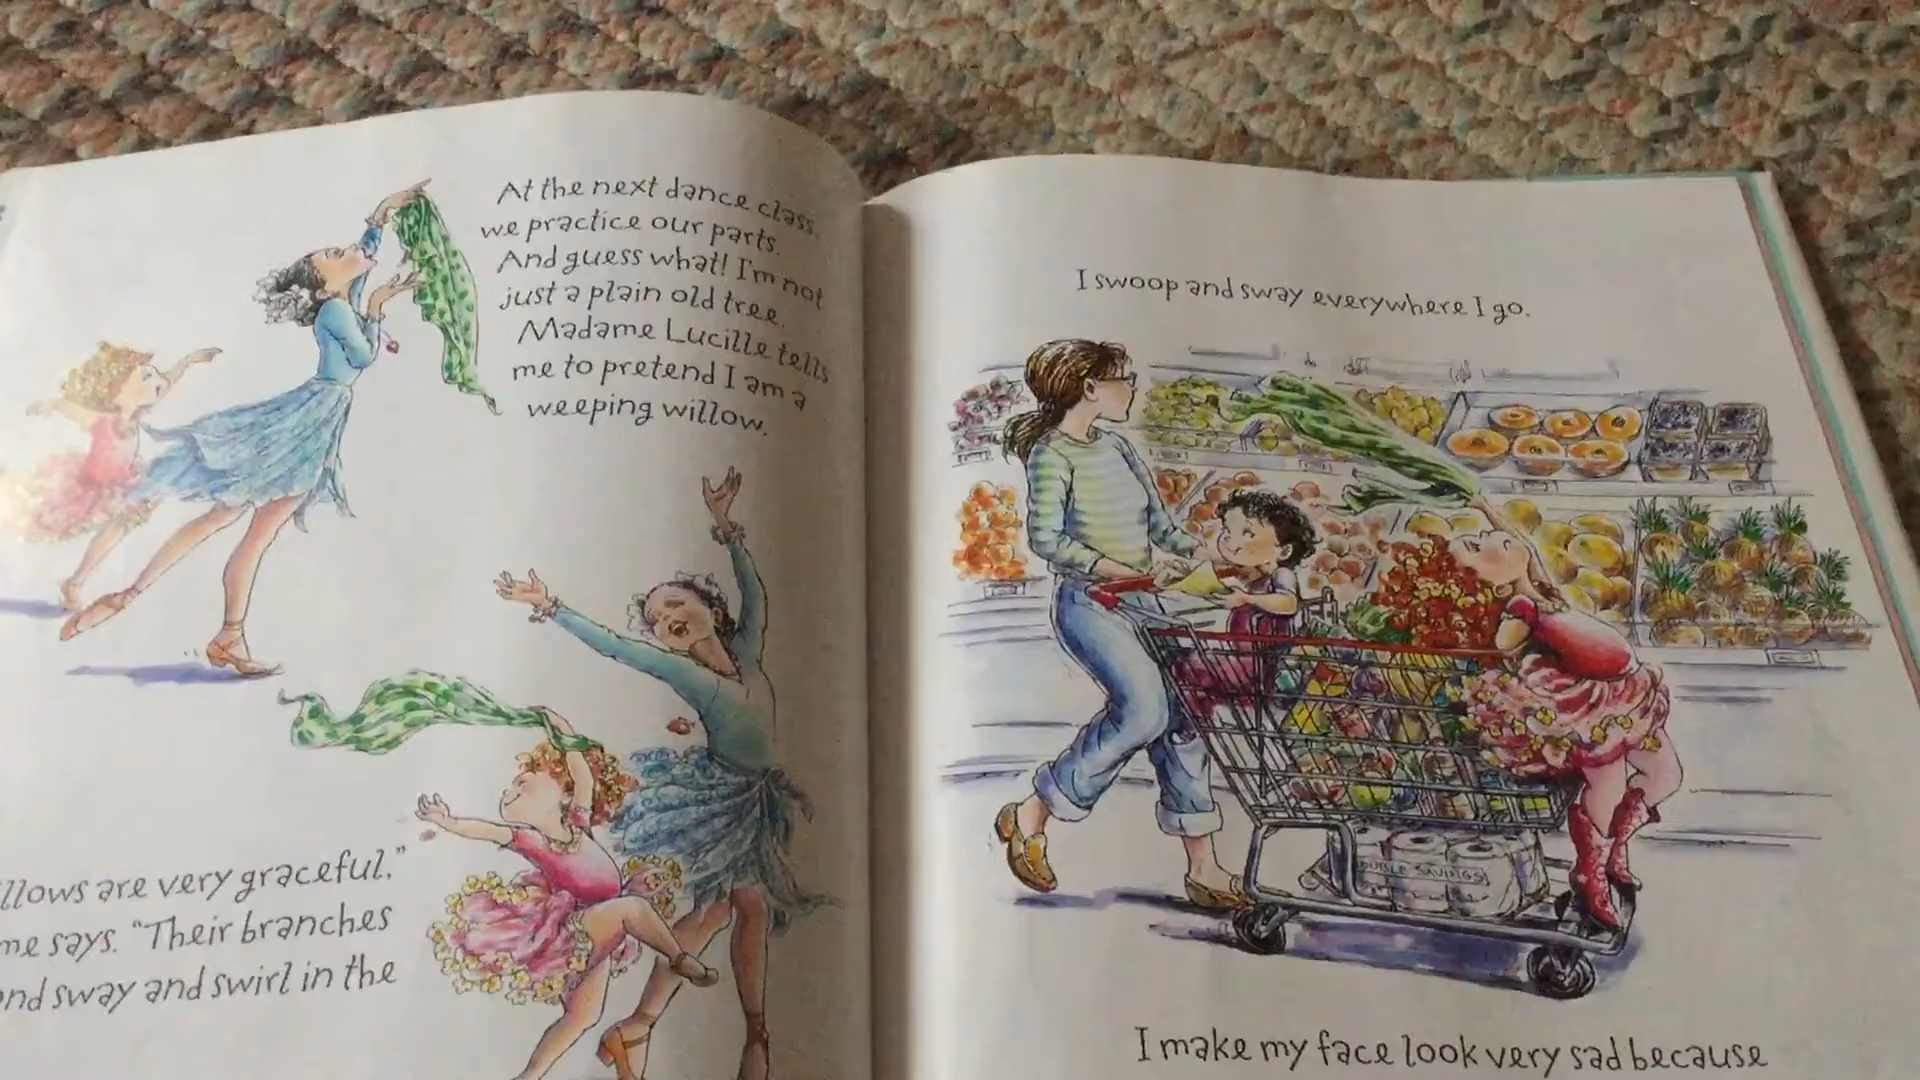 At the next dance class,
we practice our parts.
And guess what! I'm not
just a plain old tree.
Madame Lucille tells
me to pretend I am a
weeping willow.
llows are very graceful,"
me says. "Their branches
nd sway and swirl in the
I swoop and sway everywhere I go.
DOUBLE SAVINGS
I make my face look very sad because